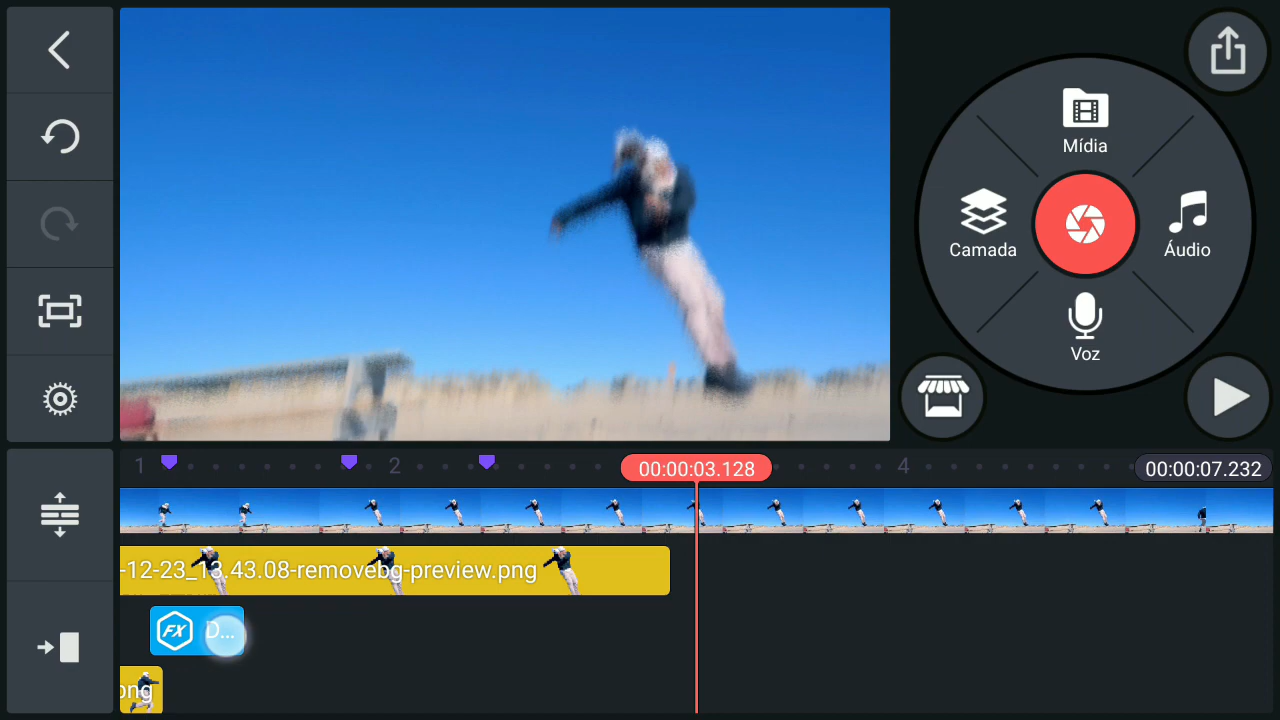 Mídia
Camada
Áudio
Voz
1
2
00:00:03.128
4
00:00:07.232
-12-23_13.43.08-removebg-preview.png
FX D...
png